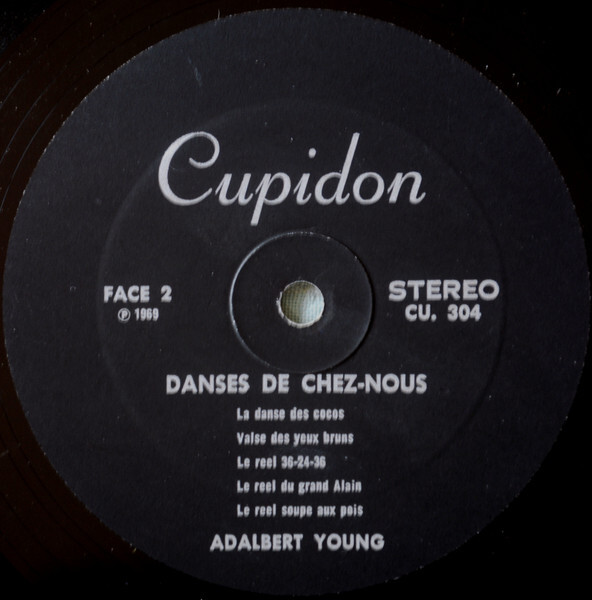 Cupidon
FACE 2
℗ 1969
STEREO
CU. 304
DANSES DE CHEZ-NOUS
La danse des cocos
Valse des yeux bruns
Le reel 36-24-36
Le reel du grand Alain
Le reel soupe aux pois
ADALBERT YOUNG